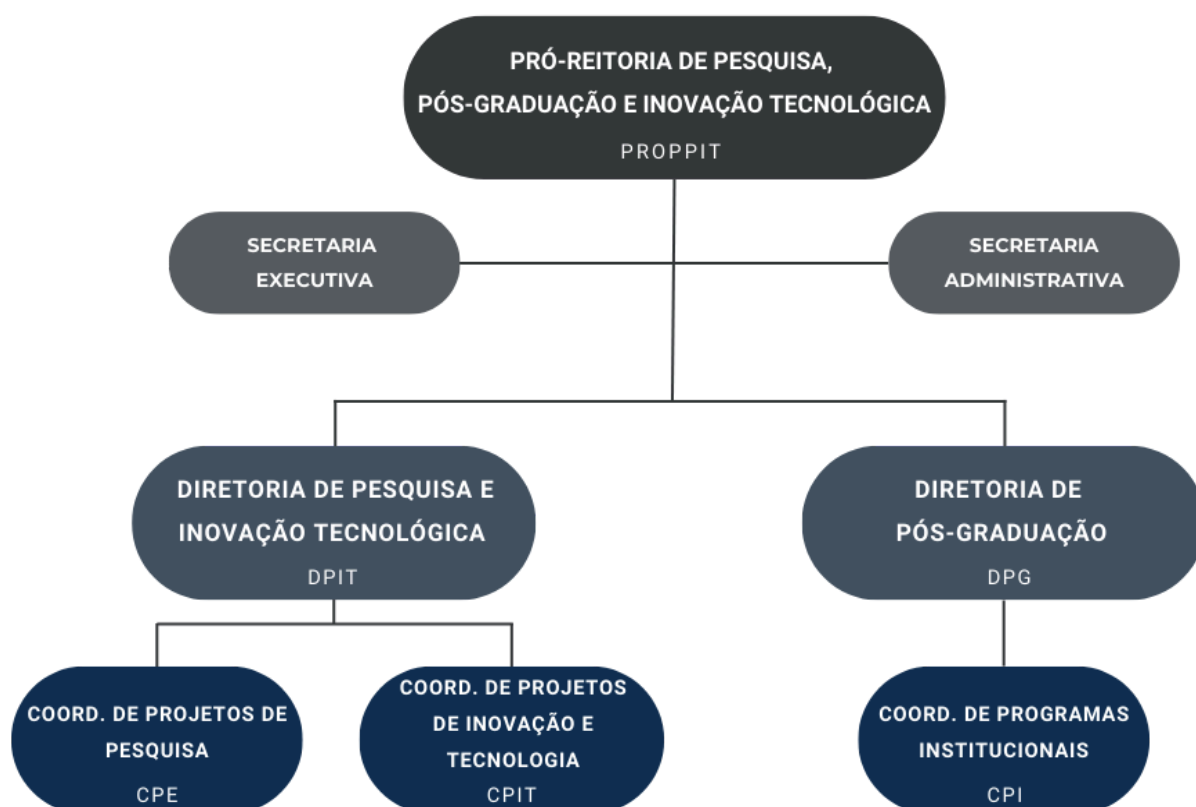 PRÓ-REITORIA DE PESQUISA,
PÓS-GRADUAÇÃO E INOVAÇÃO TECNOLÓGICA
PROPPIT
SECRETARIA
EXECUTIVA
SECRETARIA
ADMINISTRATIVA
DIRETORIA DE PESQUISA E
INOVAÇÃO TECNOLÓGICA
DPIT
DIRETORIA DE
PÓS-GRADUAÇÃO
DPG
COORD. DE PROJETOS DE
PESQUISA
CPE
COORD. DE PROJETOS
DE INOVAÇÃO E
TECNOLOGIA
CPIT
COORD. DE PROGRAMAS
INSTITUCIONAIS
CPI